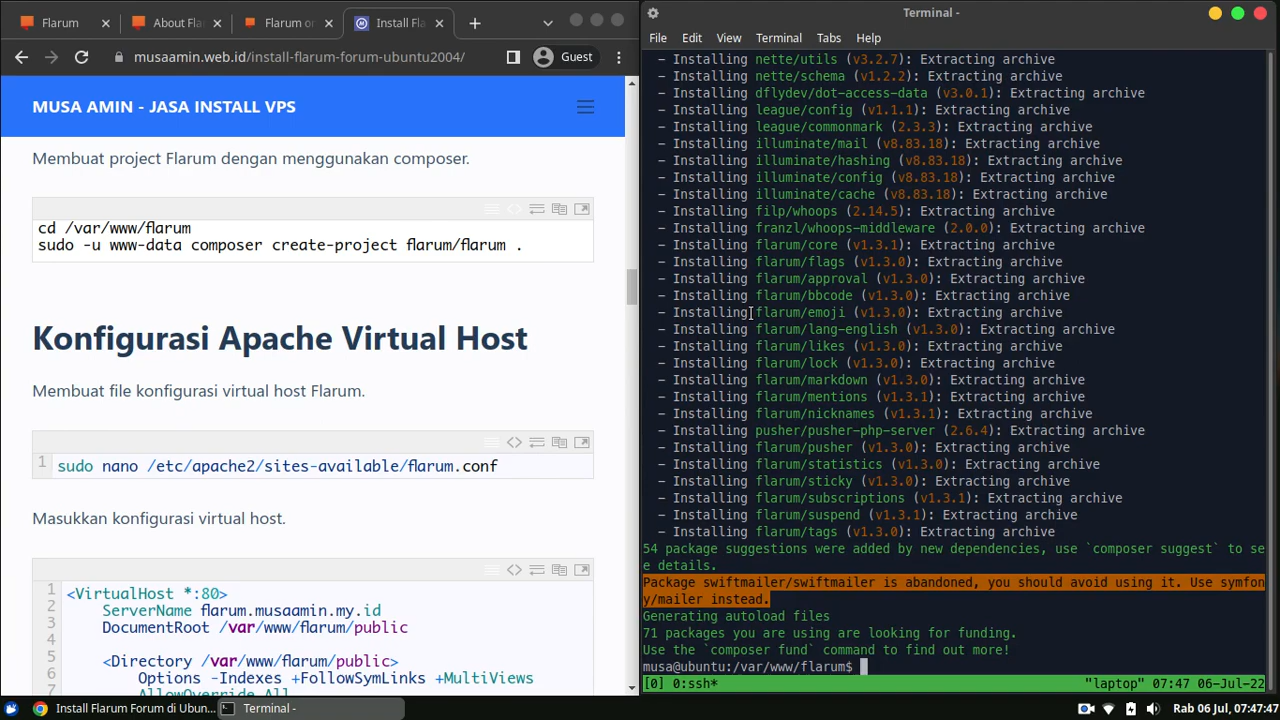 Flarum
About Fla
Flarum o
Install Fla
musaamin.web.id/install-flarum-forum-ubuntu2004/
Guest
MUSA AMIN - JASA INSTALL VPS
Membuat project Flarum dengan menggunakan composer.
cd /var/www/flarum
sudo -u www-data composer create-project flarum/flarum .
Konfigurasi Apache Virtual Host
Membuat file konfigurasi virtual host Flarum.
1 sudo nano /etc/apache2/sites-available/flarum.conf
Masukkan konfigurasi virtual host.
1 <VirtualHost *:80>
2 ServerName flarum.musaamin.my.id
3 DocumentRoot /var/www/flarum/public
4
5 <Directory /var/www/flarum/public>
6 Options -Indexes +FollowSymLinks +MultiViews
7 AllowOverride All
Terminal -
File Edit View Terminal Tabs Help
- Installing nette/utils (v3.2.7): Extracting archive
- Installing nette/schema (v1.2.2): Extracting archive
- Installing dflydev/dot-access-data (v3.0.1): Extracting archive
- Installing league/config (v1.1.1): Extracting archive
- Installing league/commonmark (2.3.3): Extracting archive
- Installing illuminate/mail (v8.83.18): Extracting archive
- Installing illuminate/hashing (v8.83.18): Extracting archive
- Installing illuminate/config (v8.83.18): Extracting archive
- Installing illuminate/cache (v8.83.18): Extracting archive
- Installing filp/whoops (2.14.5): Extracting archive
- Installing franzl/whoops-middleware (2.0.0): Extracting archive
- Installing flarum/core (v1.3.1): Extracting archive
- Installing flarum/flags (v1.3.0): Extracting archive
- Installing flarum/approval (v1.3.0): Extracting archive
- Installing flarum/bbcode (v1.3.0): Extracting archive
- Installing flarum/emoji (v1.3.0): Extracting archive
- Installing flarum/lang-english (v1.3.0): Extracting archive
- Installing flarum/likes (v1.3.0): Extracting archive
- Installing flarum/lock (v1.3.0): Extracting archive
- Installing flarum/markdown (v1.3.0): Extracting archive
- Installing flarum/mentions (v1.3.1): Extracting archive
- Installing flarum/nicknames (v1.3.1): Extracting archive
- Installing pusher/pusher-php-server (2.6.4): Extracting archive
- Installing flarum/pusher (v1.3.0): Extracting archive
- Installing flarum/statistics (v1.3.0): Extracting archive
- Installing flarum/sticky (v1.3.0): Extracting archive
- Installing flarum/subscriptions (v1.3.1): Extracting archive
- Installing flarum/suspend (v1.3.1): Extracting archive
- Installing flarum/tags (v1.3.0): Extracting archive
54 package suggestions were added by new dependencies, use `composer suggest` to se
e details.
Package swiftmailer/swiftmailer is abandoned, you should avoid using it. Use symfon
y/mailer instead.
Generating autoload files
71 packages you are using are looking for funding.
Use the `composer fund` command to find out more!
musa@ubuntu:/var/www/flarum$
[0] 0:ssh* "laptop" 07:47 06-Jul-22
Install Flarum Forum di Ubun...
Terminal -
Rab 06 Jul, 07:47:47